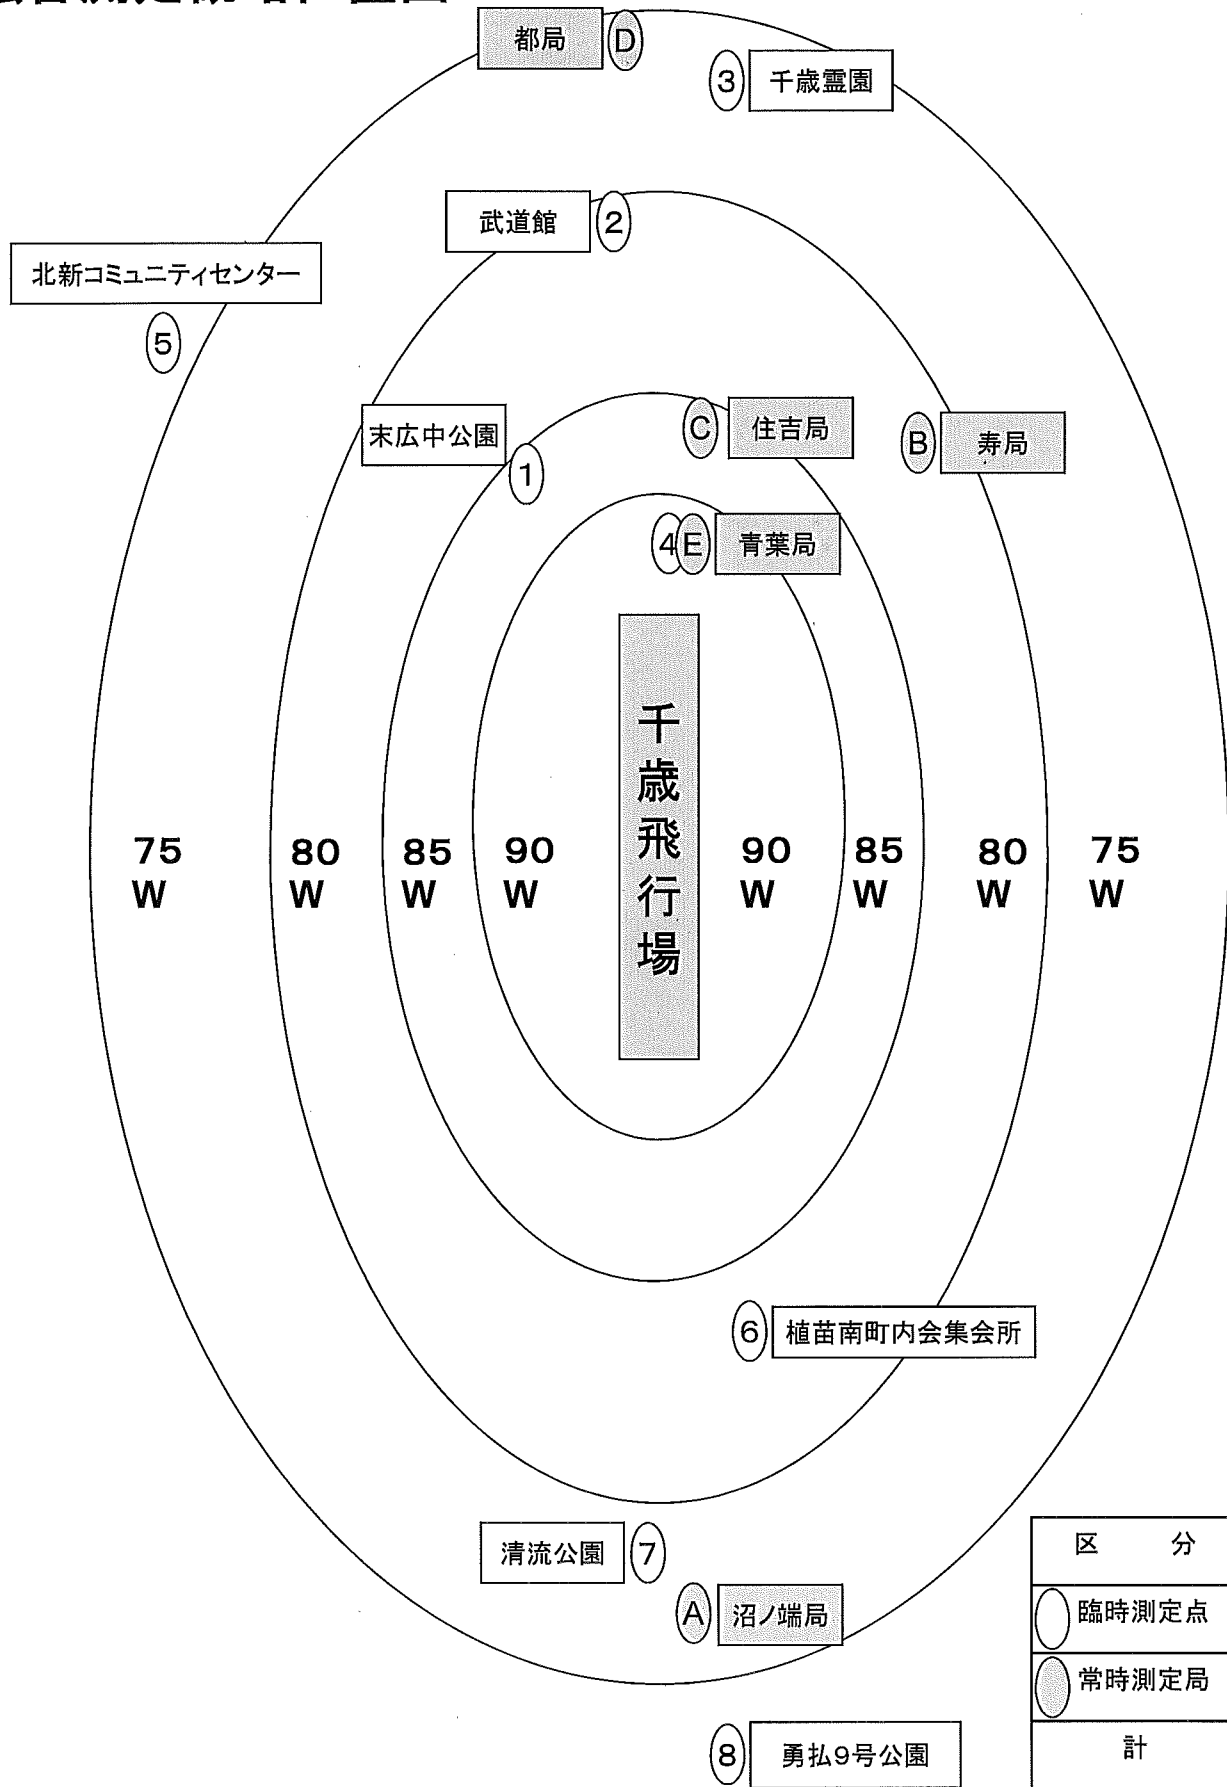 都局 D
3 千歳霊園
武道館 2
北新コミュニティセンター
5
末広中公園
1
C 住吉局
B 寿局
4 E 青葉局
千歳飛行場
75 W
80 W
85 W
90 W
90 W
85 W
80 W
75 W
6 植苗南町内会集会所
清流公園 7
A 沼ノ端局
8 勇払9号公園
区 分
臨時測定点
常時測定局
計